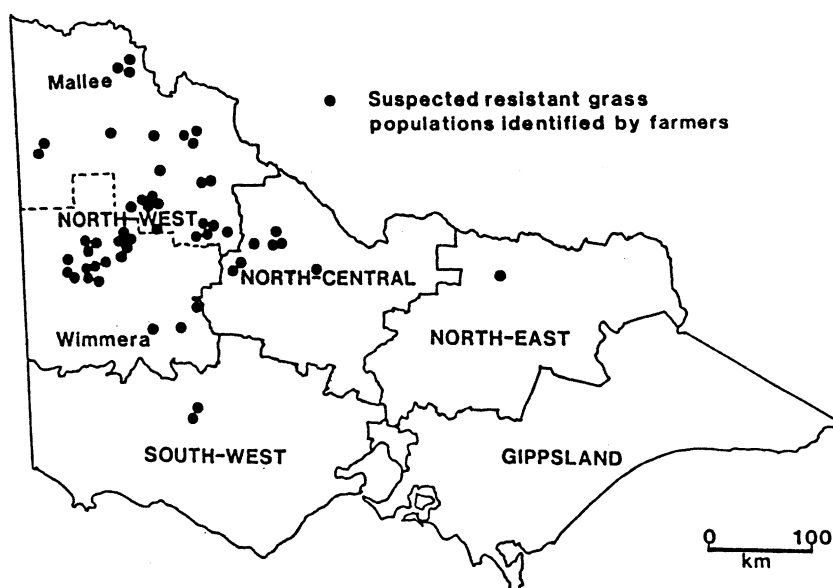 Mallee
Suspected resistant grass
populations identified by farmers
NORTH-WEST
NORTH-CENTRAL
Wimmera
NORTH-EAST
SOUTH-WEST
GIPPSLAND
0 100
km